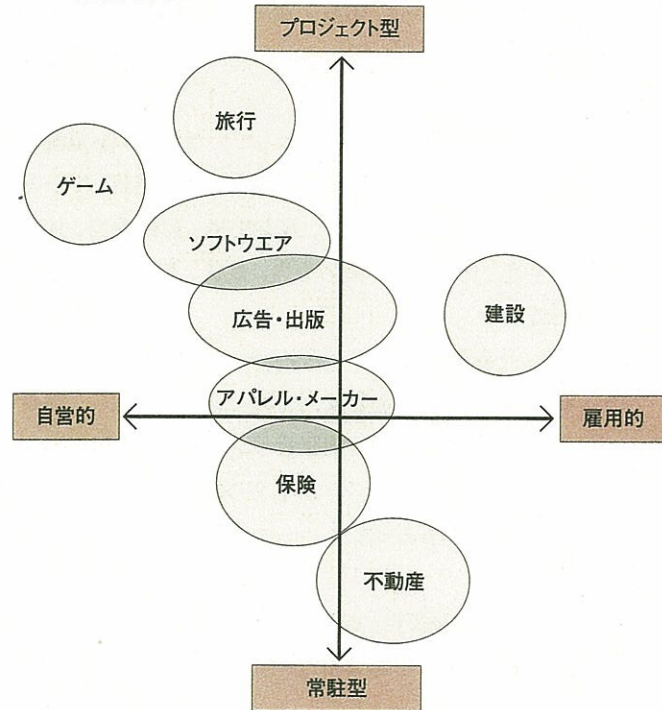 プロジェクト型
旅行
ゲーム
ソフトウエア
広告・出版
建設
アパレル・メーカー
自営的
雇用的
保険
不動産
常駐型